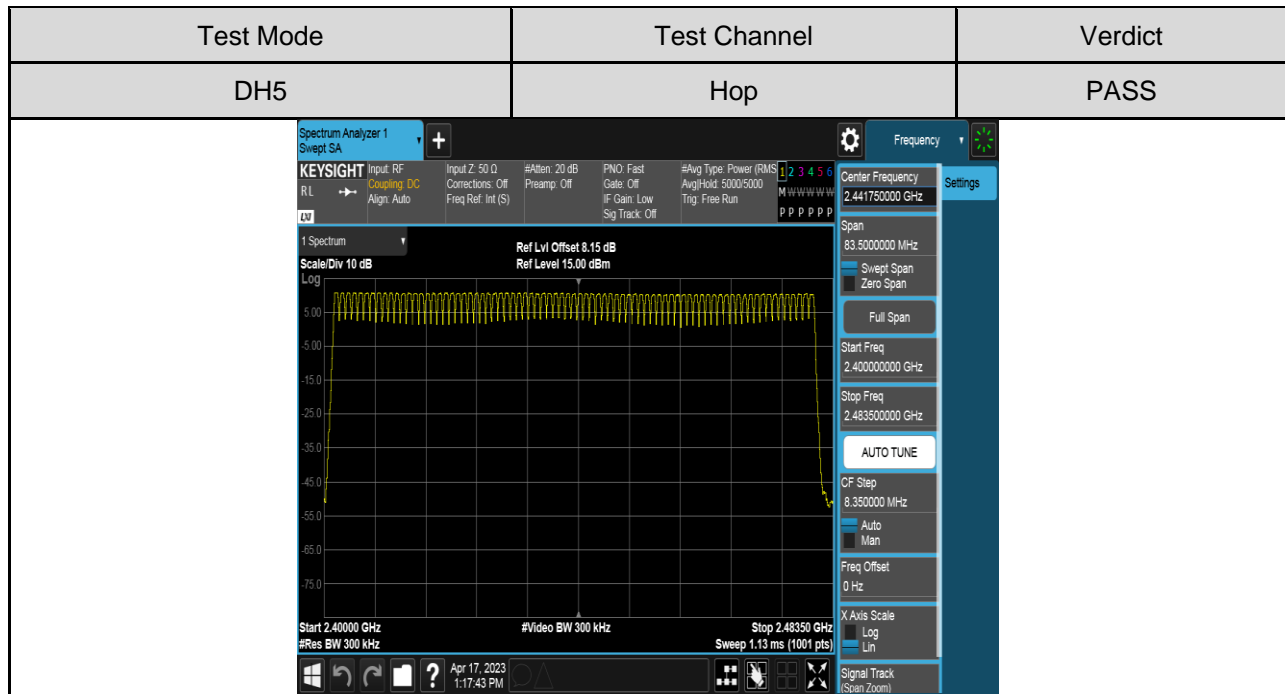 Test Mode Test Channel Verdict
DH5 Hop PASS
Spectrum Analyzer 1
Swept SA
+
Frequency
KEYSIGHT
R L
LXI
Input: RF
Coupling: DC
Align: Auto
Input Z: 50 Ω
Corrections: Off
Freq Ref: Int (S)
#Atten: 20 dB
Preamp: Off
PNO: Fast
Gate: Off
IF Gain: Low
Sig Track: Off
#Avg Type: Power (RMS
Avg|Hold: 5000/5000
Trig: Free Run
1 2 3 4 5 6
M W W W W W
P P P P P P
1 Spectrum
Scale/Div 10 dB
Ref Lvl Offset 8.15 dB
Ref Level 15.00 dBm
Log
5.00
-5.00
-15.0
-25.0
-35.0
-45.0
-55.0
-65.0
-75.0
Start 2.40000 GHz
#Res BW 300 kHz
#Video BW 300 kHz
Stop 2.48350 GHz
Sweep 1.13 ms (1001 pts)
?
Apr 17, 2023
1:17:43 PM
Center Frequency
2.441750000 GHz
Settings
Span
83.5000000 MHz
Swept Span
Zero Span
Full Span
Start Freq
2.400000000 GHz
Stop Freq
2.483500000 GHz
AUTO TUNE
CF Step
8.350000 MHz
Auto
Man
Freq Offset
0 Hz
X Axis Scale
Log
Lin
Signal Track
(Span Zoom)